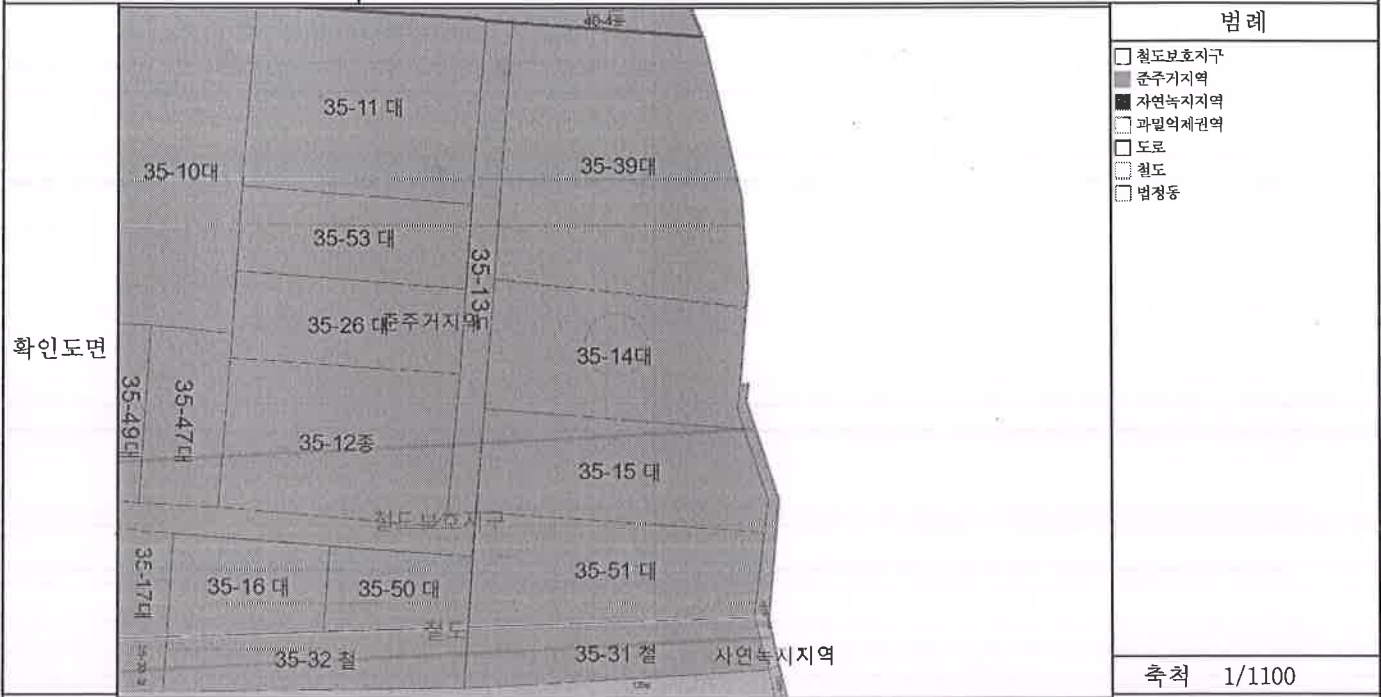 확인도면
40-4
35-11 대
35-10대
35-39대
35-53 대
35-13
35-26 대
준주거지역
35-14대
35-49대
35-47대
35-12종
35-15 대
철도보호지구
35-17대
35-16 대
35-50 대
35-51 대
철도
35-32 철
35-31 철
자연녹지지역
범례
철도보호지구
준주거지역
자연녹지지역
과밀억제권역
도로
철도
법정동
축척 1/1100